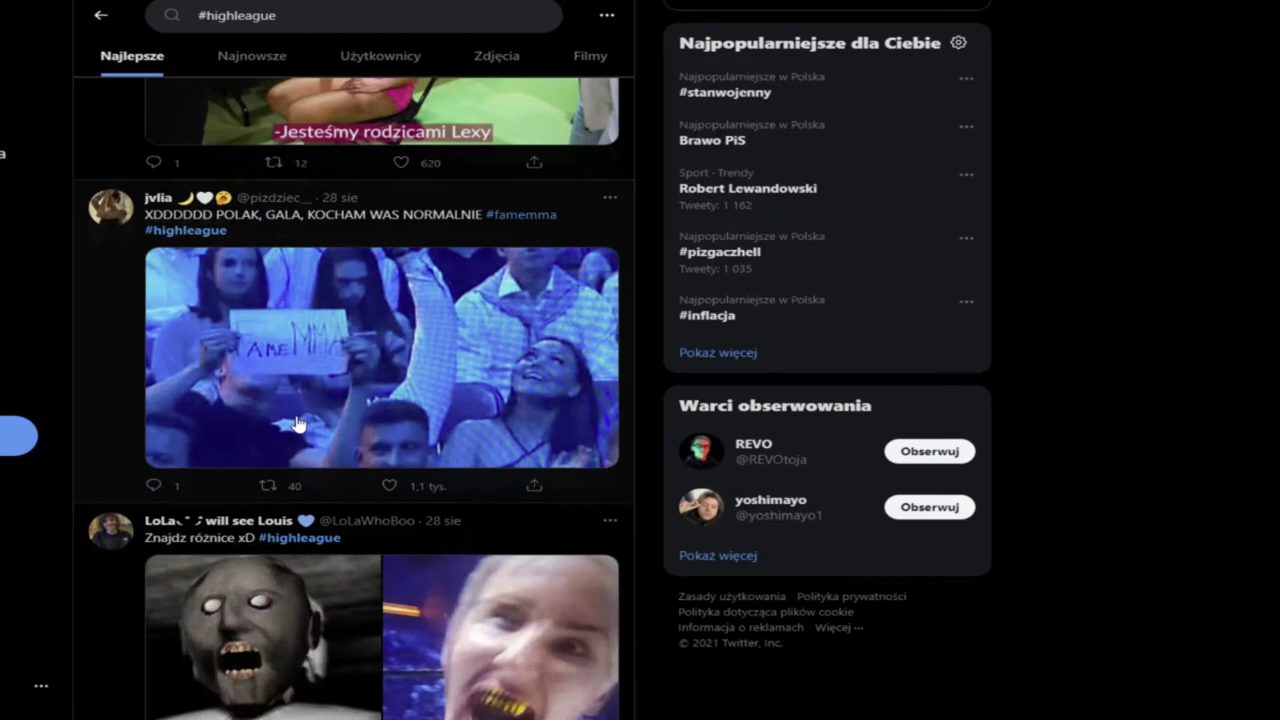 #highleague
Najlepsze
Najnowsze
Użytkownicy
Zdjęcia
Filmy
-Jesteśmy rodzicami Lexy
1
12
620
jvlia 🌙🤍 @pizdziec__ · 28 sie
XDDDDDD POLAK, GALA, KOCHAM WAS NORMALNIE #famemma
#highleague
FAME MMA
1
40
1,1 tys.
LoLa will see Louis 💙 @LoLaWhoBoo · 28 sie
Znajdz różnice xD #highleague
a
Najpopularniejsze dla Ciebie
Najpopularniejsze w Polska
#stanwojenny
Najpopularniejsze w Polska
Brawo PiS
Sport · Trendy
Robert Lewandowski
Tweety: 1 162
Najpopularniejsze w Polska
#pizgaczhell
Tweety: 1 035
Najpopularniejsze w Polska
#inflacja
Pokaż więcej
Warci obserwowania
REVO
@REVOtoja
Obserwuj
yoshimayo
@yoshimayo1
Obserwuj
Pokaż więcej
Zasady użytkowania Polityka prywatności
Polityka dotycząca plików cookie
Informacja o reklamach Więcej ···
© 2021 Twitter, Inc.